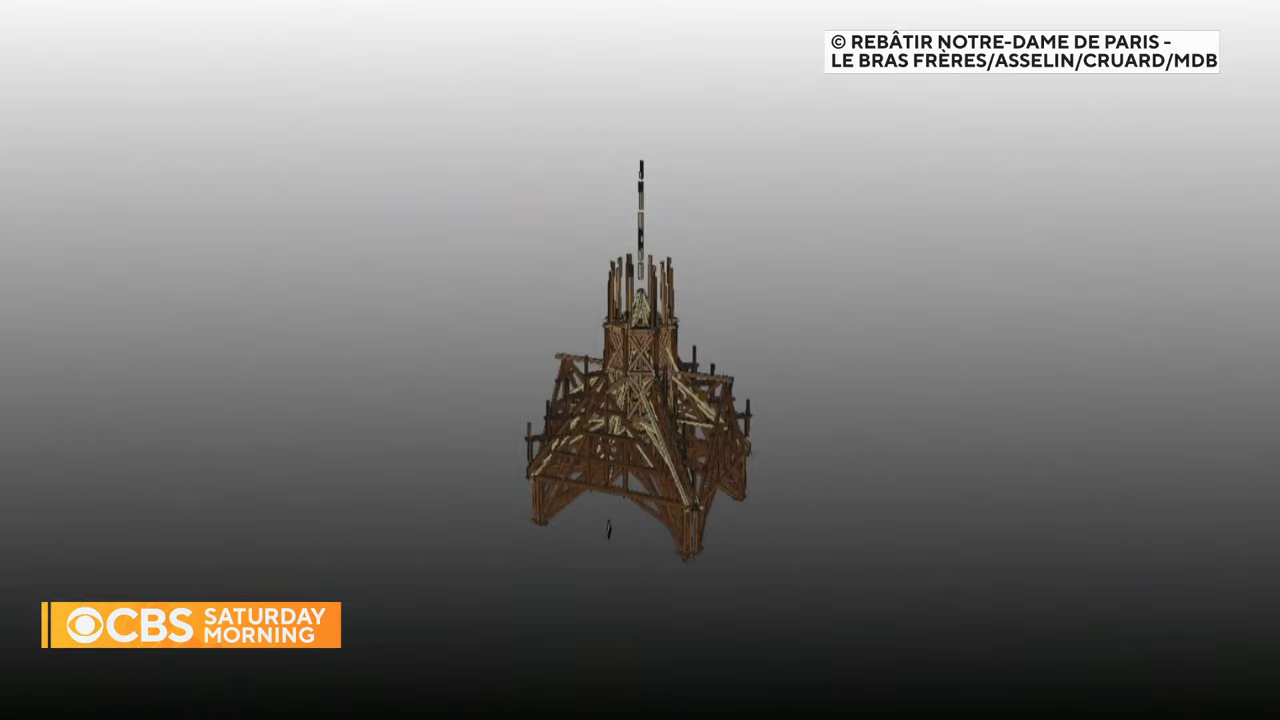 © REBÂTIR NOTRE-DAME DE PARIS -
LE BRAS FRÈRES/ASSELIN/CRUARD/MDB
CBS SATURDAY
MORNING